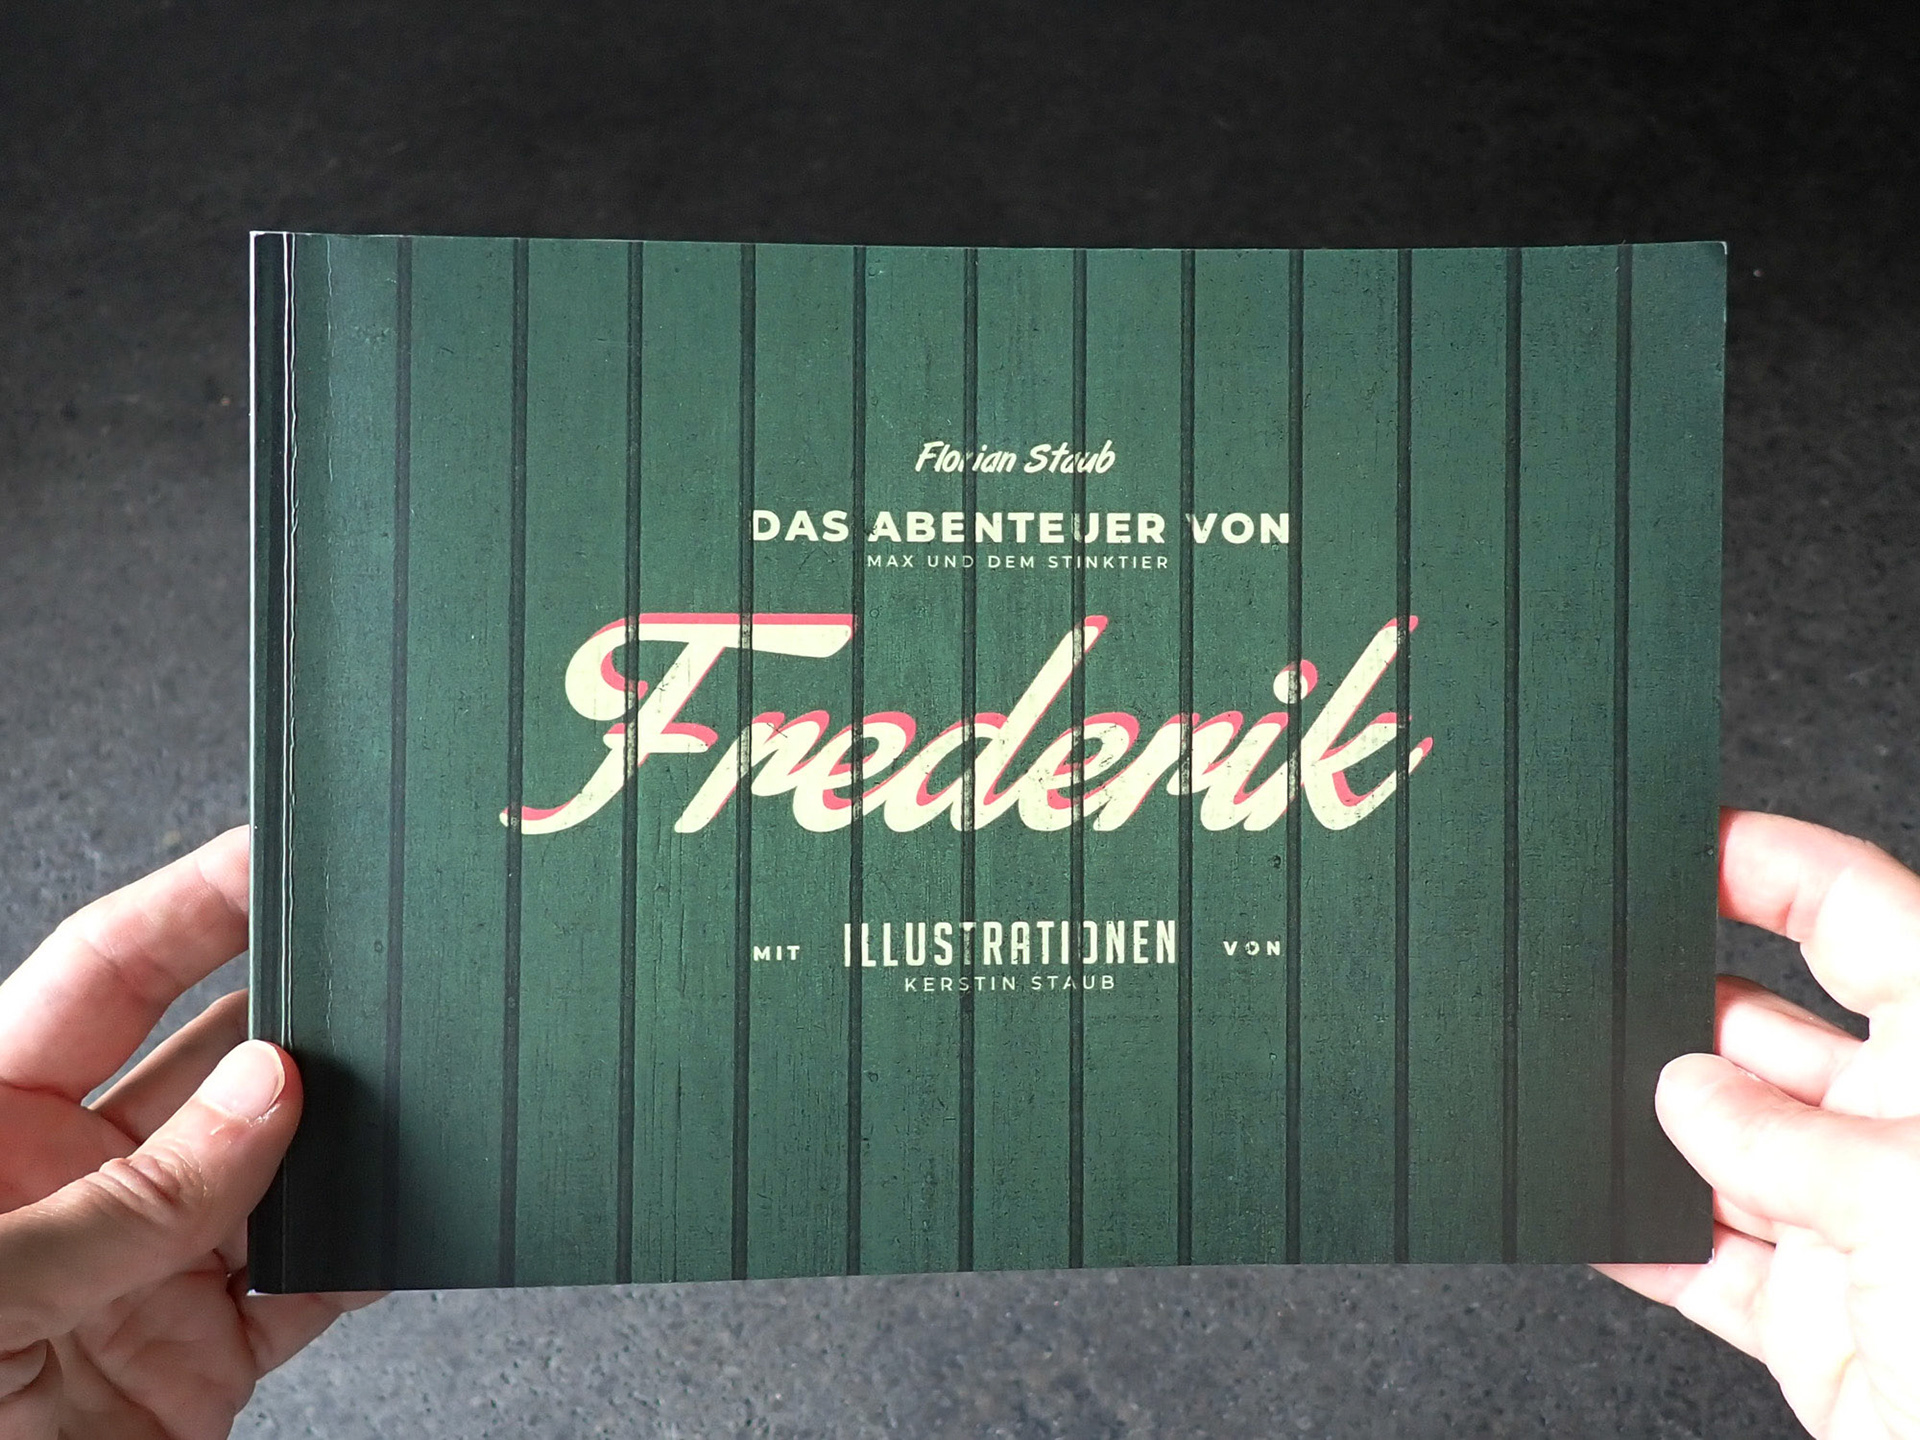 Florian Staub
DAS ABENTEUER VON
MAX UND DEM STINKTIER
Frederik
MIT ILLUSTRATIONEN VON
KERSTIN STAUB